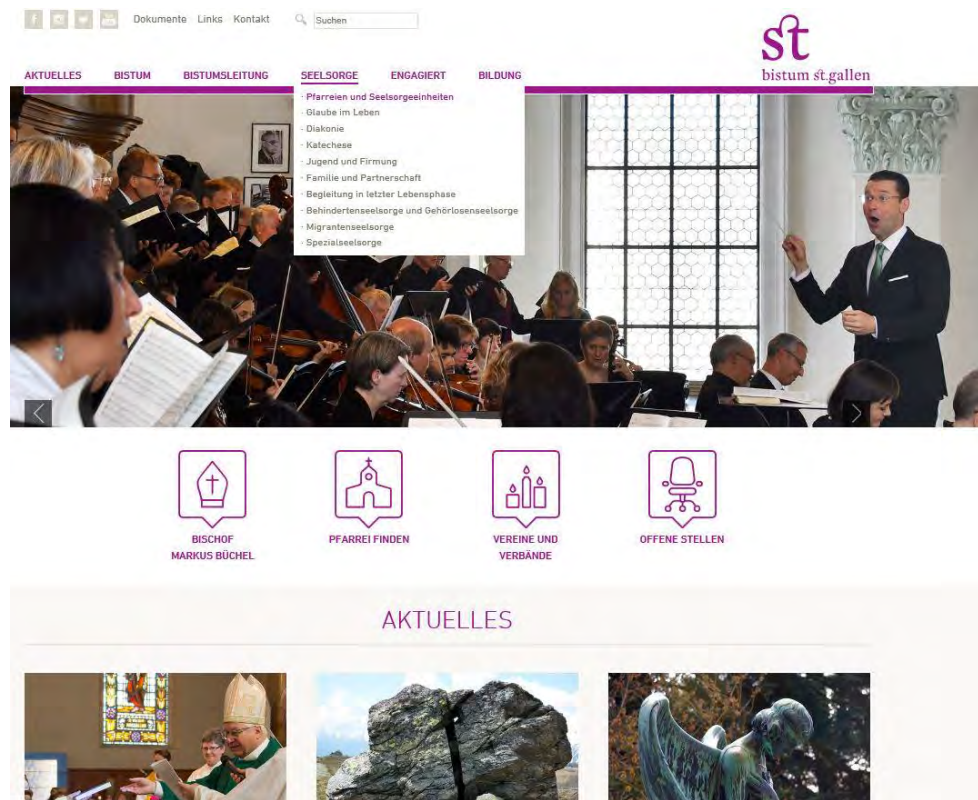 Dokumente Links Kontakt Suchen
st
bistum st.gallen
AKTUELLES BISTUM BISTUMSLEITUNG SEELSORGE ENGAGIERT BILDUNG
· Pfarreien und Seelsorgeeinheiten
· Glaube im Leben
· Diakonie
· Katechese
· Jugend und Firmung
· Familie und Partnerschaft
· Begleitung in letzter Lebensphase
· Behindertenseelsorge und Gehörlosenseelsorge
· Migrantenseelsorge
· Spezialseelsorge
BISCHOF
MARKUS BÜCHEL
PFARREI FINDEN
VEREINE UND
VERBÄNDE
OFFENE STELLEN
AKTUELLES